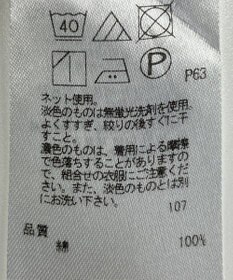 40
P
P63
ネット使用。
淡色のものは無蛍光洗剤を使用。
よくすすぎ、絞りの後すぐに干
すこと。
濃色のものは、着用による摩擦
で色落ちすることがありますの
で、組合せの衣服にご注意くだ
さい。また、淡色のものとは別
にお洗い下さい。
107
品質
綿 100%